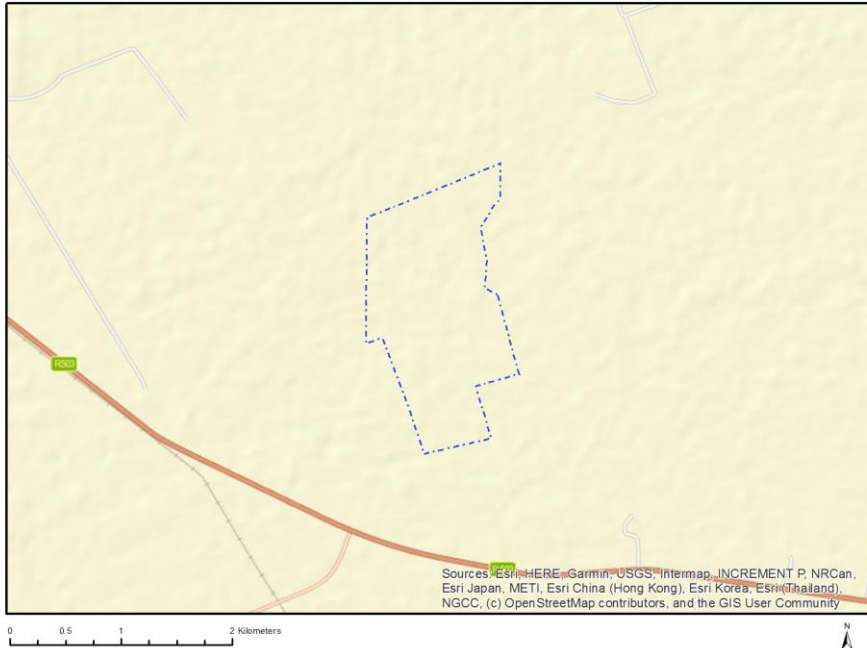 R503
Sources: Esri, HERE, Garmin, USGS, Intermap, INCREMENT P, NRCan,
Esri Japan, METI, Esri China (Hong Kong), Esri Korea, Esri (Thailand),
NGCC, (c) OpenStreetMap contributors, and the GIS User Community
0 0.5 1 2 Kilometers
N